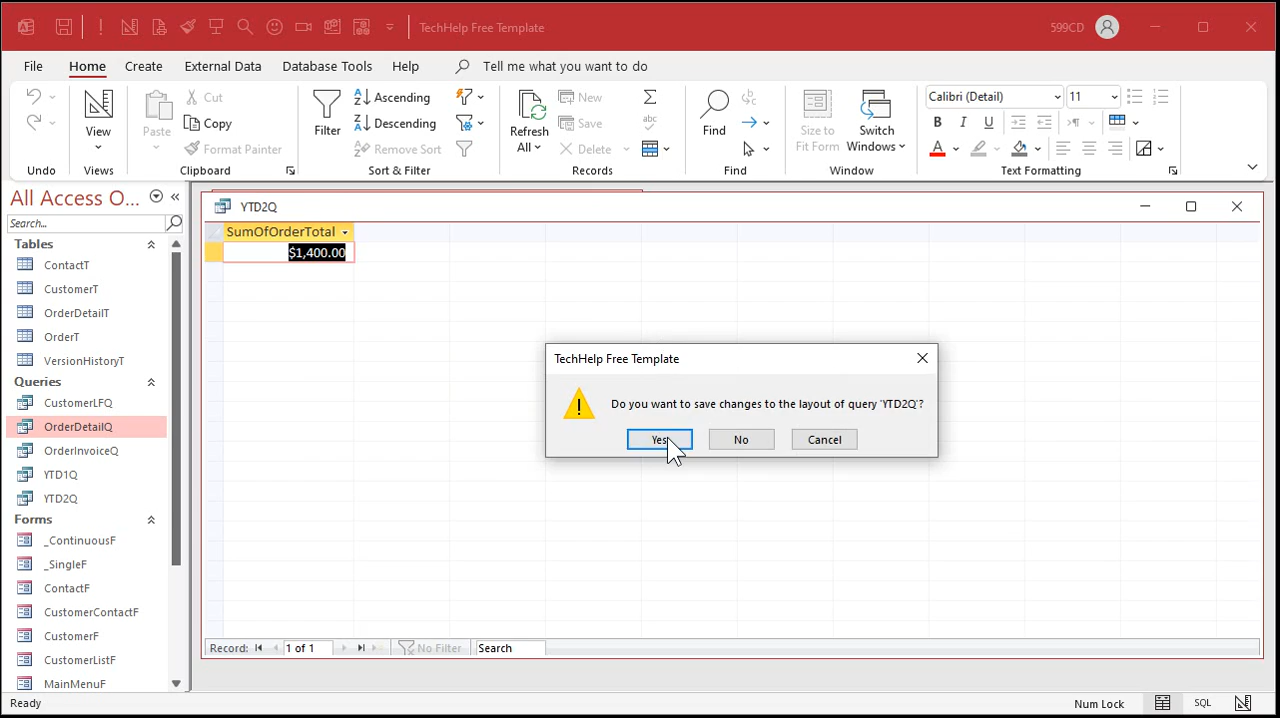 TechHelp Free Template
599CD
File Home Create External Data Database Tools Help Tell me what you want to do
View
Paste
Cut
Copy
Format Painter
Filter
Ascending
Descending
Remove Sort
Refresh All
New
Save
Delete
Find
Size to Fit Form
Switch Windows
Calibri (Detail) 11
B I U
Undo Views Clipboard Sort & Filter Records Find Window Text Formatting
All Access O...
Search...
Tables
ContactT
CustomerT
OrderDetailT
OrderT
VersionHistoryT
Queries
CustomerLFQ
OrderDetailQ
OrderInvoiceQ
YTD1Q
YTD2Q
Forms
_ContinuousF
_SingleF
ContactF
CustomerContactF
CustomerF
CustomerListF
MainMenuF
YTD2Q
SumOfOrderTotal
$1,400.00
TechHelp Free Template
Do you want to save changes to the layout of query 'YTD2Q'?
Yes No Cancel
Record: 1 of 1 No Filter Search
Ready
Num Lock SQL